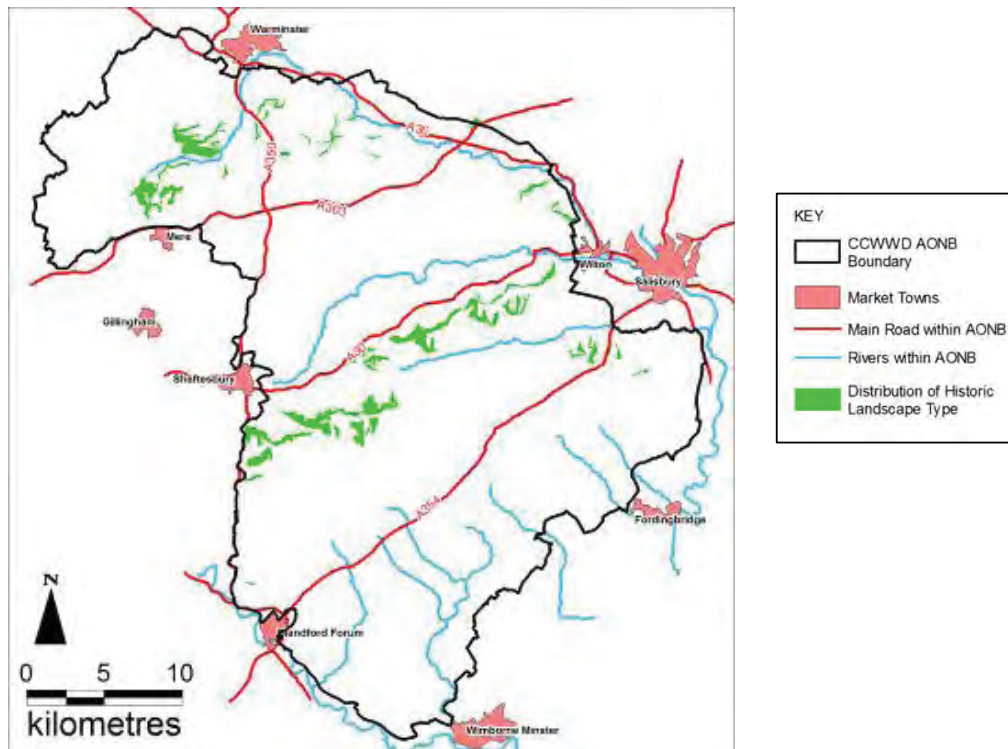 Warminster
A36
A350
A303
Mere
Wilton
Salisbury
Gillingham
A30
Shaftesbury
A354
Fordingbridge
N
Blandford Forum
0 5 10
kilometres
Wimborne Minster
KEY
CCWWD AONB
Boundary
Market Towns
Main Road within AONB
Rivers within AONB
Distribution of Historic
Landscape Type